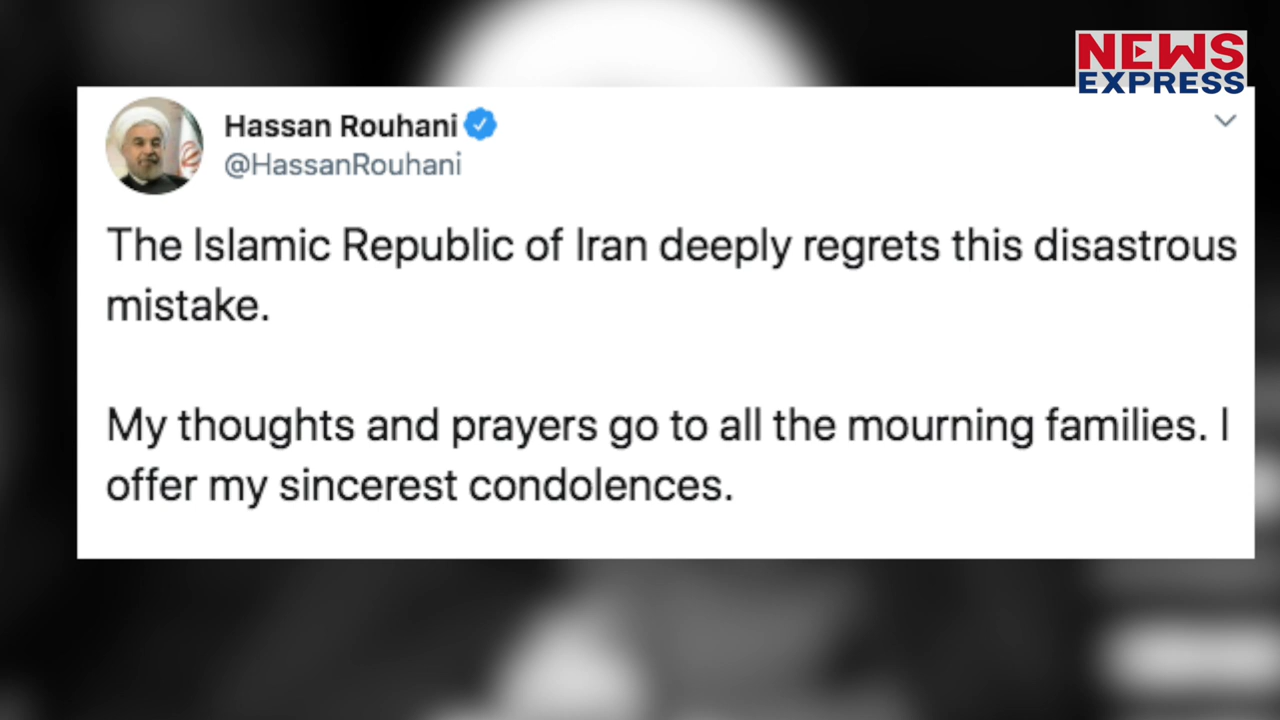 NEWS
EXPRESS
Hassan Rouhani
@HassanRouhani
The Islamic Republic of Iran deeply regrets this disastrous
mistake.
My thoughts and prayers go to all the mourning families. I
offer my sincerest condolences.